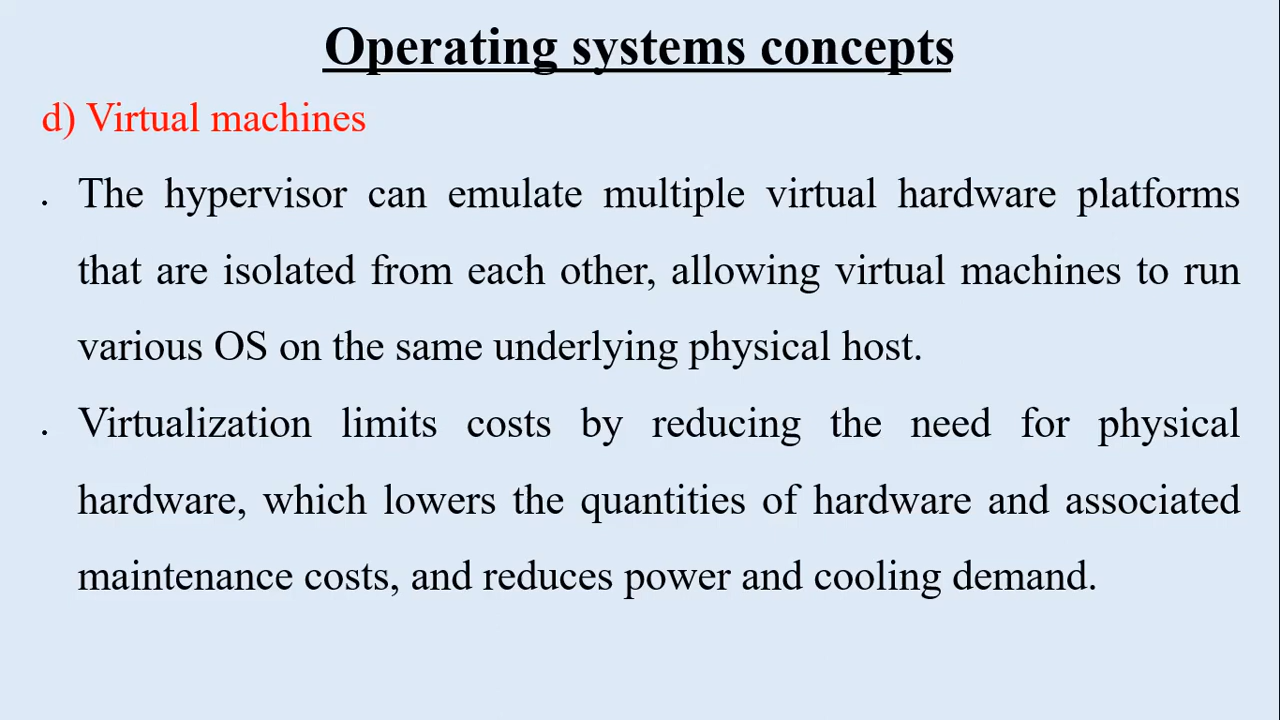 Operating systems concepts
d) Virtual machines
. The hypervisor can emulate multiple virtual hardware platforms
that are isolated from each other, allowing virtual machines to run
various OS on the same underlying physical host.
. Virtualization limits costs by reducing the need for physical
hardware, which lowers the quantities of hardware and associated
maintenance costs, and reduces power and cooling demand.